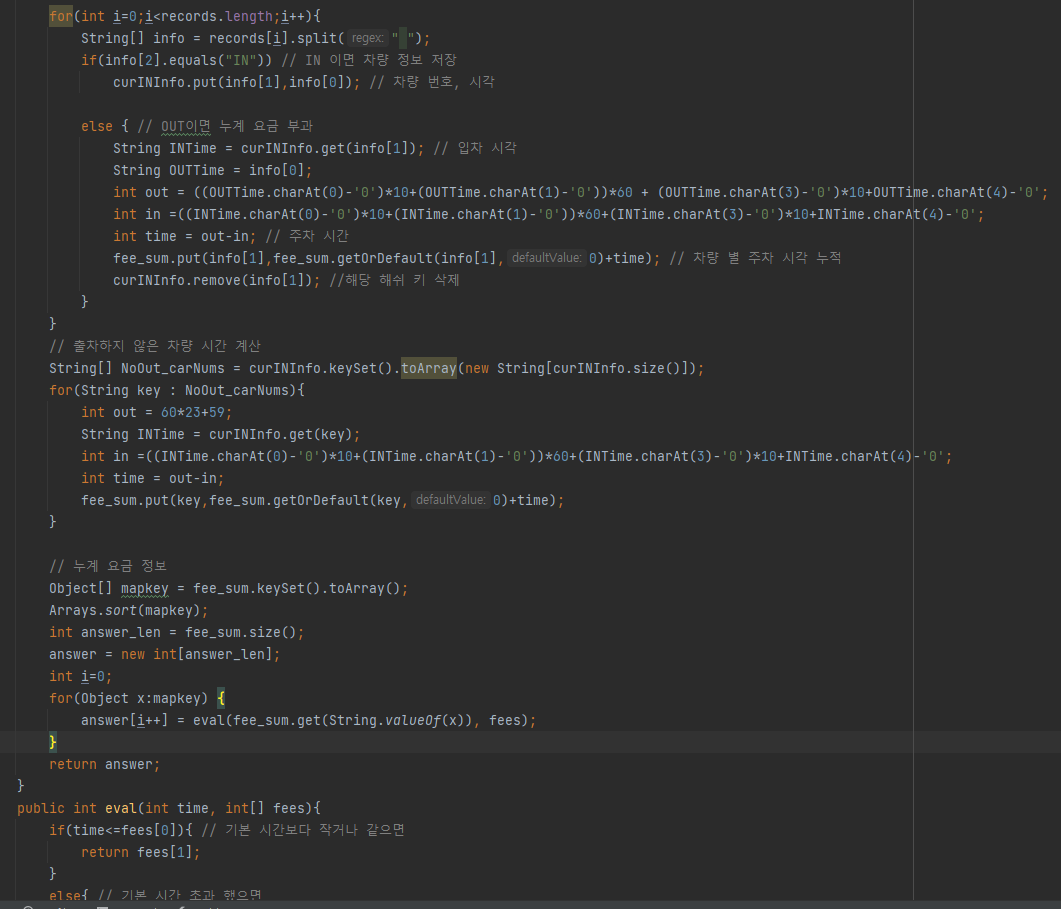 for(int i=0;i<records.length;i++){
String[] info = records[i].split( regex: " ");
if(info[2].equals("IN")) // IN 이면 차량 정보 저장
curINInfo.put(info[1],info[0]); // 차량 번호, 시각
else { // OUT이면 누계 요금 부과
String INTime = curINInfo.get(info[1]); // 입차 시각
String OUTTime = info[0];
int out = ((OUTTime.charAt(0)-'0')*10+(OUTTime.charAt(1)-'0'))*60 + (OUTTime.charAt(3)-'0')*10+OUTTime.charAt(4)-'0';
int in =((INTime.charAt(0)-'0')*10+(INTime.charAt(1)-'0'))*60+(INTime.charAt(3)-'0')*10+INTime.charAt(4)-'0';
int time = out-in; // 주차 시간
fee_sum.put(info[1],fee_sum.getOrDefault(info[1], defaultValue: 0)+time); // 차량 별 주차 시각 누적
curINInfo.remove(info[1]); //해당 해쉬 키 삭제
}
}
// 출차하지 않은 차량 시간 계산
String[] NoOut_carNums = curINInfo.keySet().toArray(new String[curINInfo.size()]);
for(String key : NoOut_carNums){
int out = 60*23+59;
String INTime = curINInfo.get(key);
int in =((INTime.charAt(0)-'0')*10+(INTime.charAt(1)-'0'))*60+(INTime.charAt(3)-'0')*10+INTime.charAt(4)-'0';
int time = out-in;
fee_sum.put(key,fee_sum.getOrDefault(key, defaultValue: 0)+time);
}
// 누계 요금 정보
Object[] mapkey = fee_sum.keySet().toArray();
Arrays.sort(mapkey);
int answer_len = fee_sum.size();
answer = new int[answer_len];
int i=0;
for(Object x:mapkey) {
answer[i++] = eval(fee_sum.get(String.valueOf(x)), fees);
}
return answer;
}
public int eval(int time, int[] fees){
if(time<=fees[0]){ // 기본 시간보다 작거나 같으면
return fees[1];
}
else{ // 기본 시간 초과 했으면